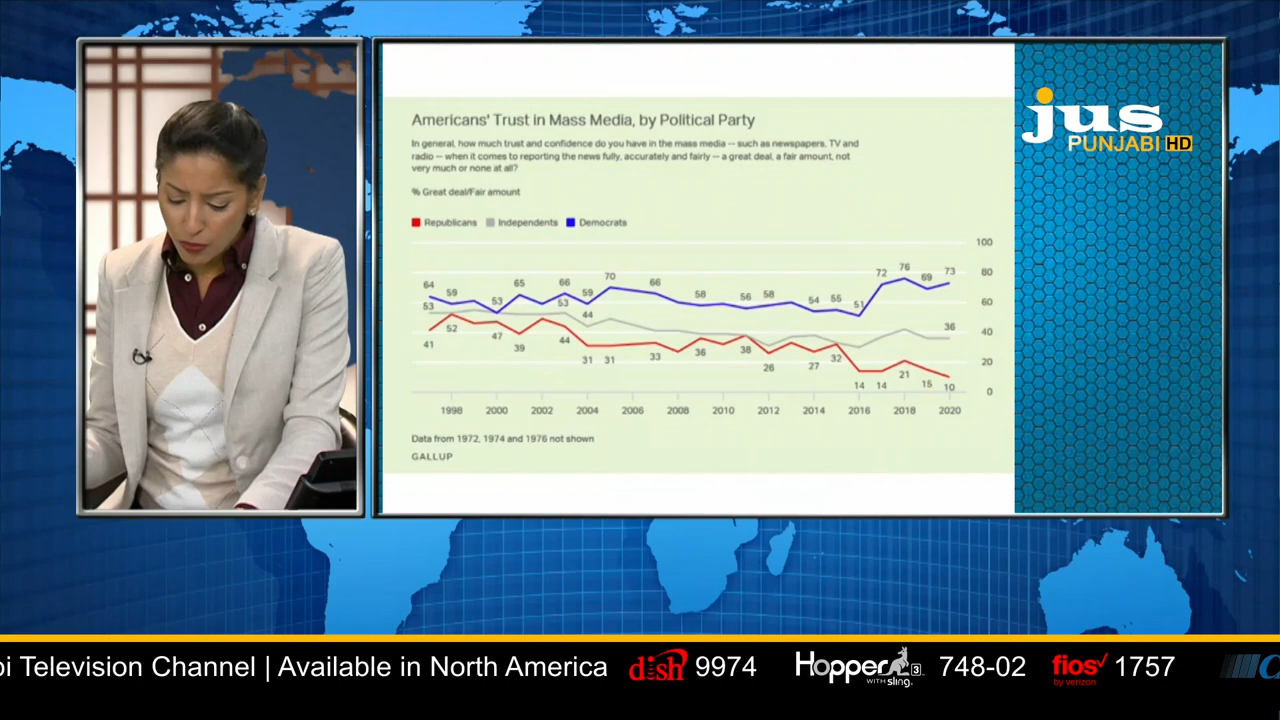 jus
PUNJABI HD
Americans' Trust in Mass Media, by Political Party
In general, how much trust and confidence do you have in the mass media -- such as newspapers, TV and
radio -- when it comes to reporting the news fully, accurately and fairly -- a great deal, a fair amount, not
very much or none at all?
% Great deal/Fair amount
Republicans Independents Democrats
100
80
60
40
20
0
64 59 53 65 66 59 70 66 58 56 58 54 55 51 72 76 69 73
53 53 44 36
41 52 47 39 44 31 31 33 36 38 26 27 32 14 14 21 15 10
1998 2000 2002 2004 2006 2008 2010 2012 2014 2016 2018 2020
Data from 1972, 1974 and 1976 not shown
GALLUP
bi Television Channel | Available in North America dish 9974 Hopper 3 WITH sling. 748-02 fios by verizon 1757